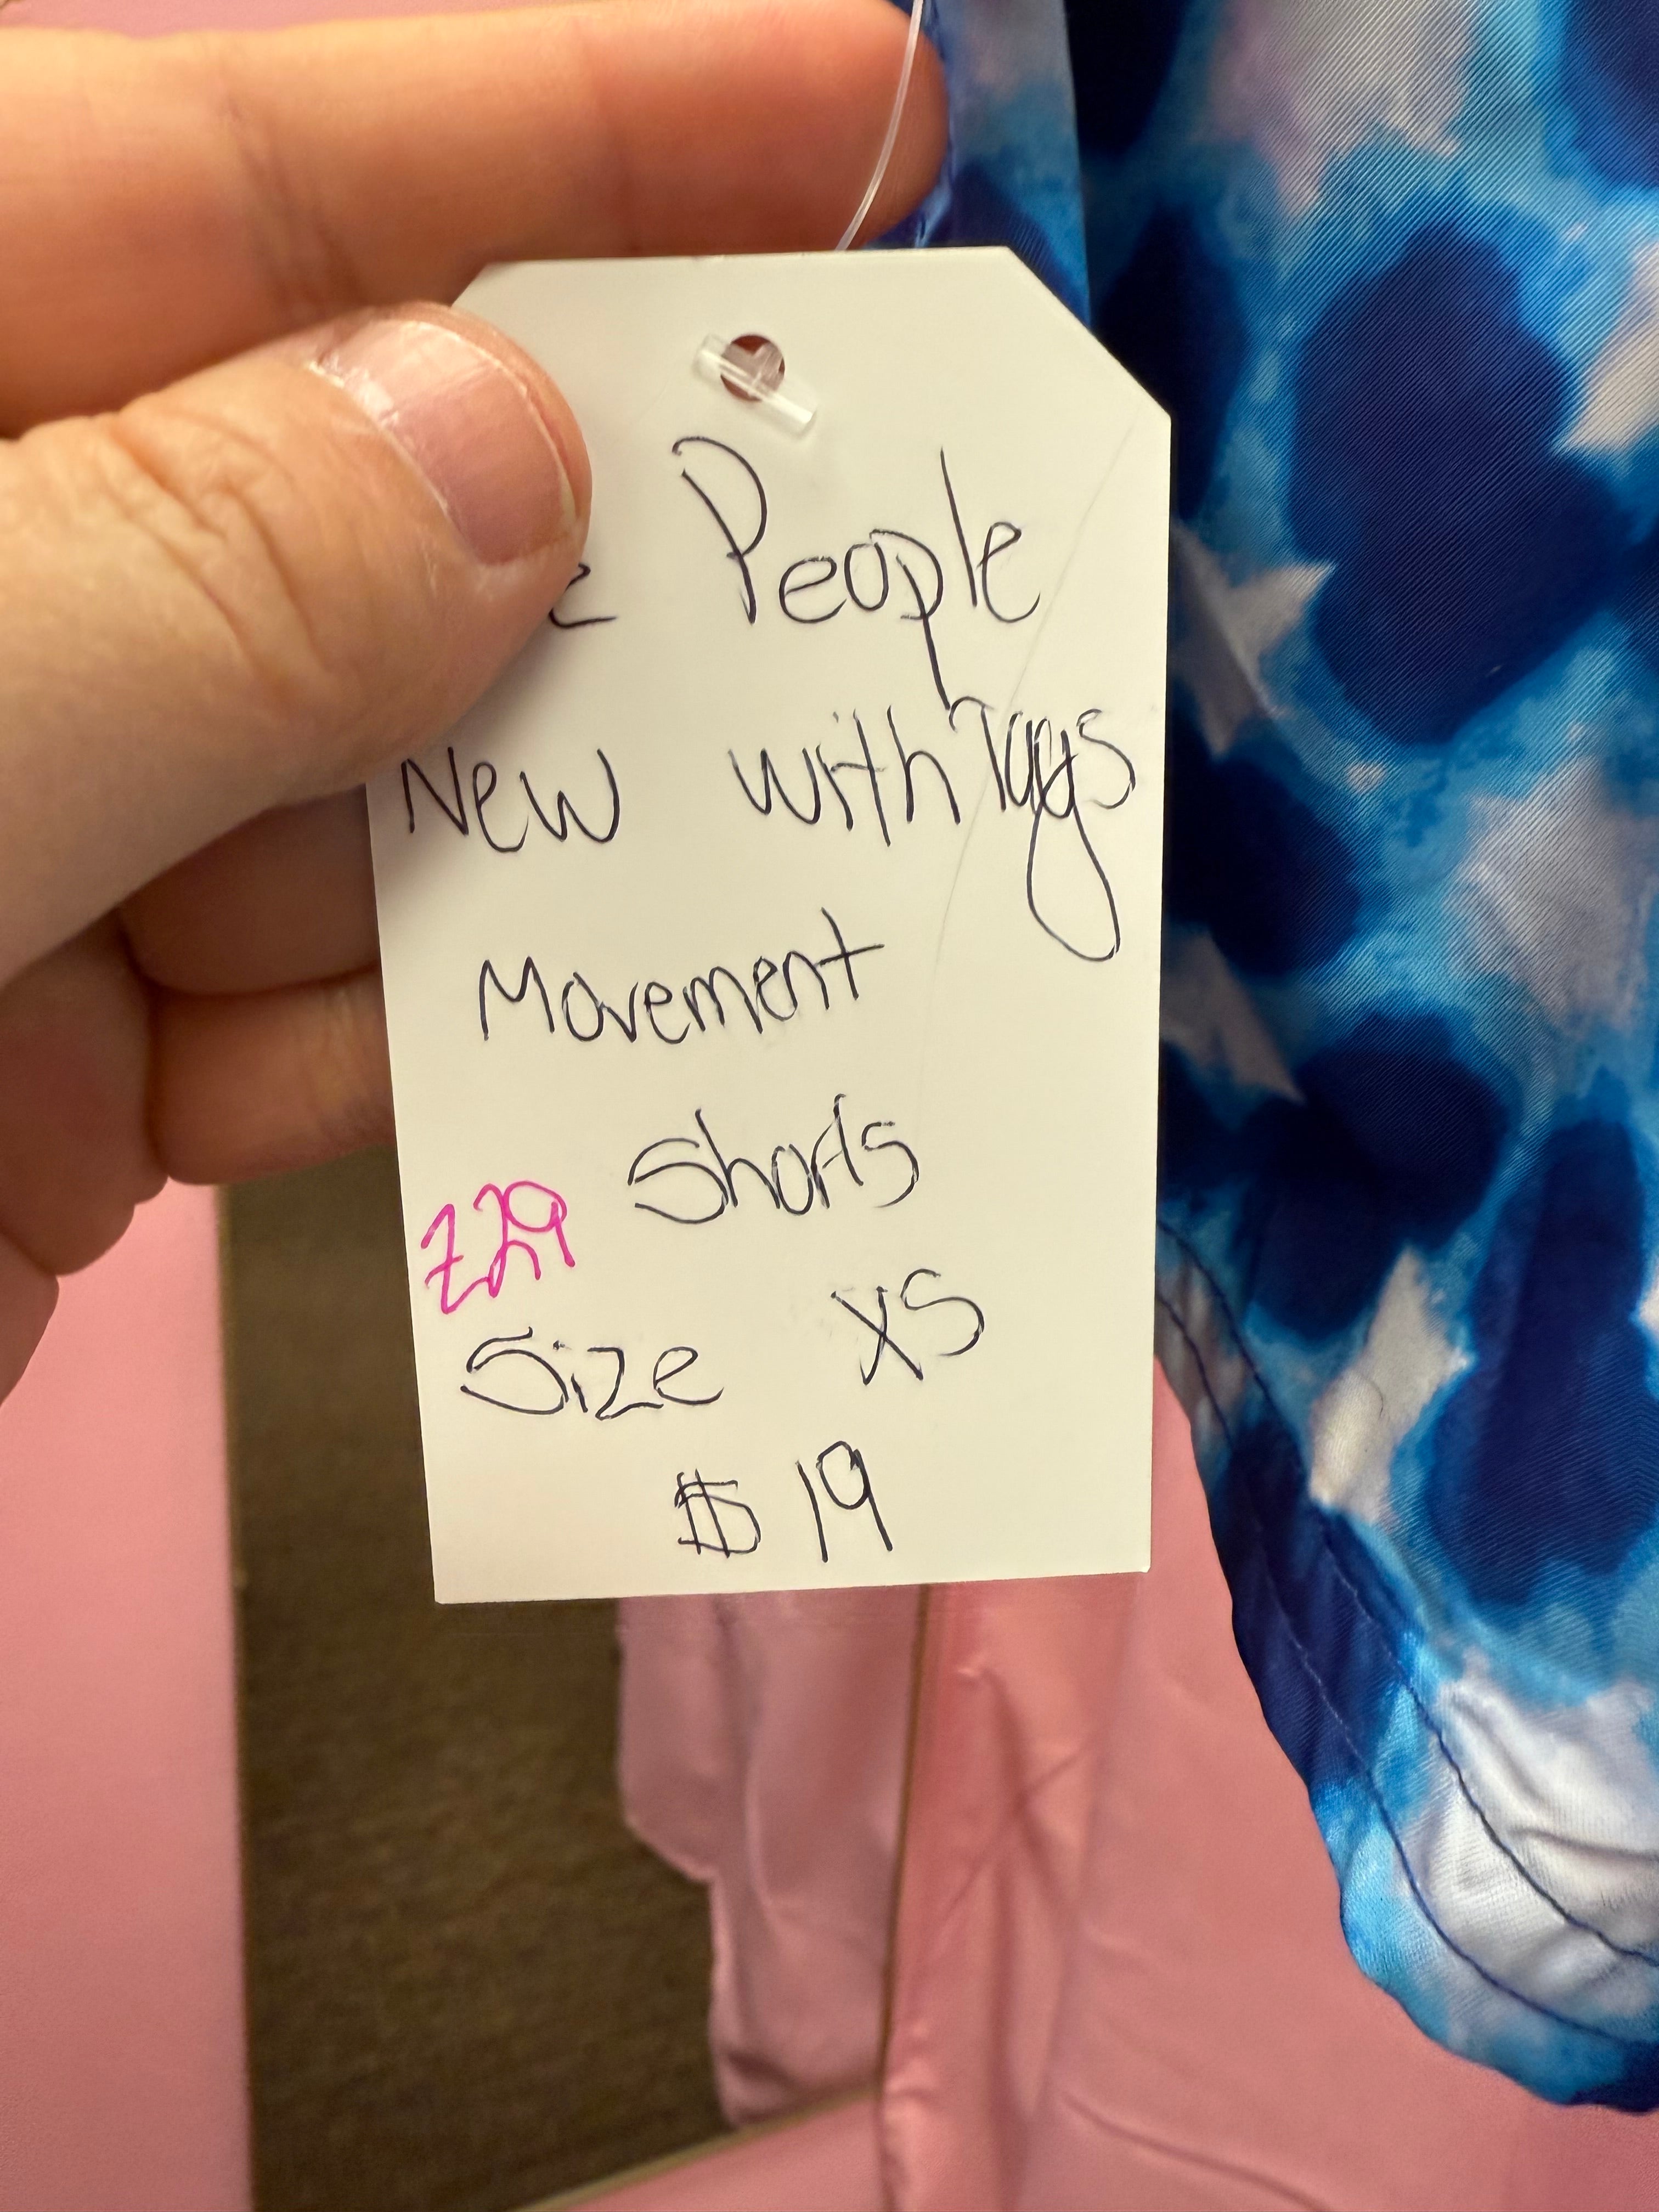 People
New with Tags
Movement
Shorts
Z29
Size XS
$19